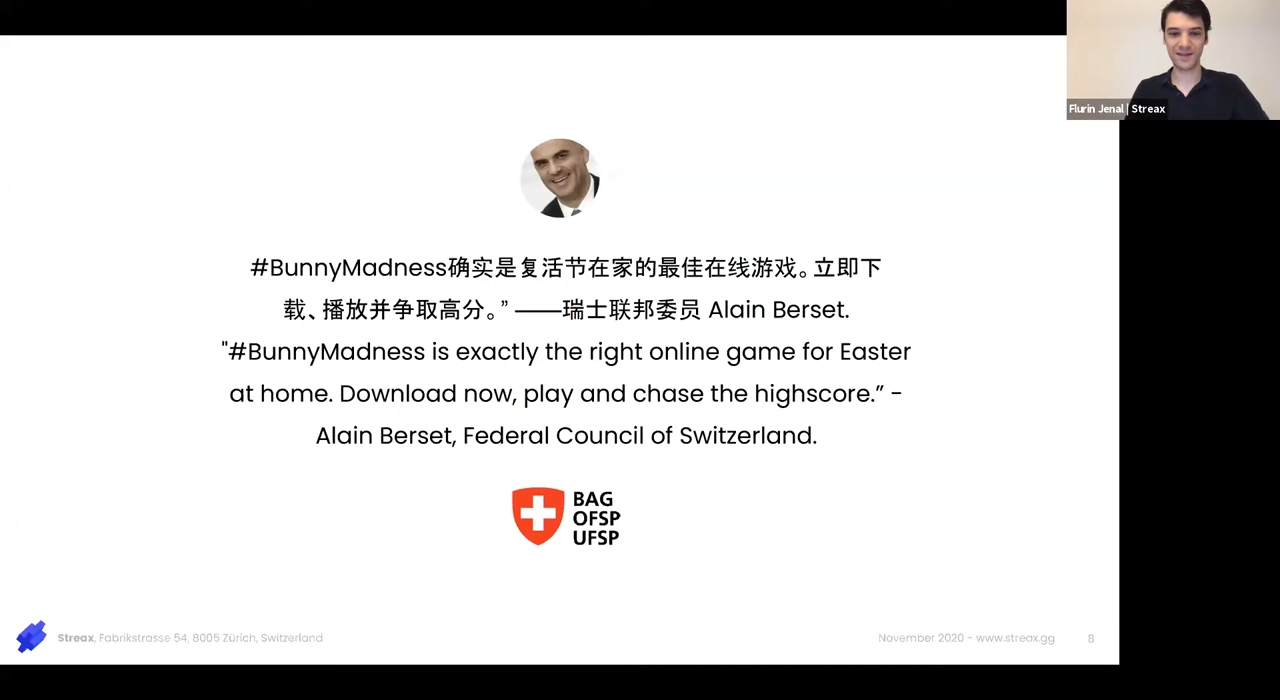 Flurin Jenal | Streax
#BunnyMadness确实是复活节在家的最佳在线游戏。立即下
载、播放并争取高分。” ——瑞士联邦委员 Alain Berset.
"#BunnyMadness is exactly the right online game for Easter
at home. Download now, play and chase the highscore.” -
Alain Berset, Federal Council of Switzerland.
BAG
OFSP
UFSP
Streax, Fabrikstrasse 54, 8005 Zürich, Switzerland
November 2020 - www.streax.gg
8